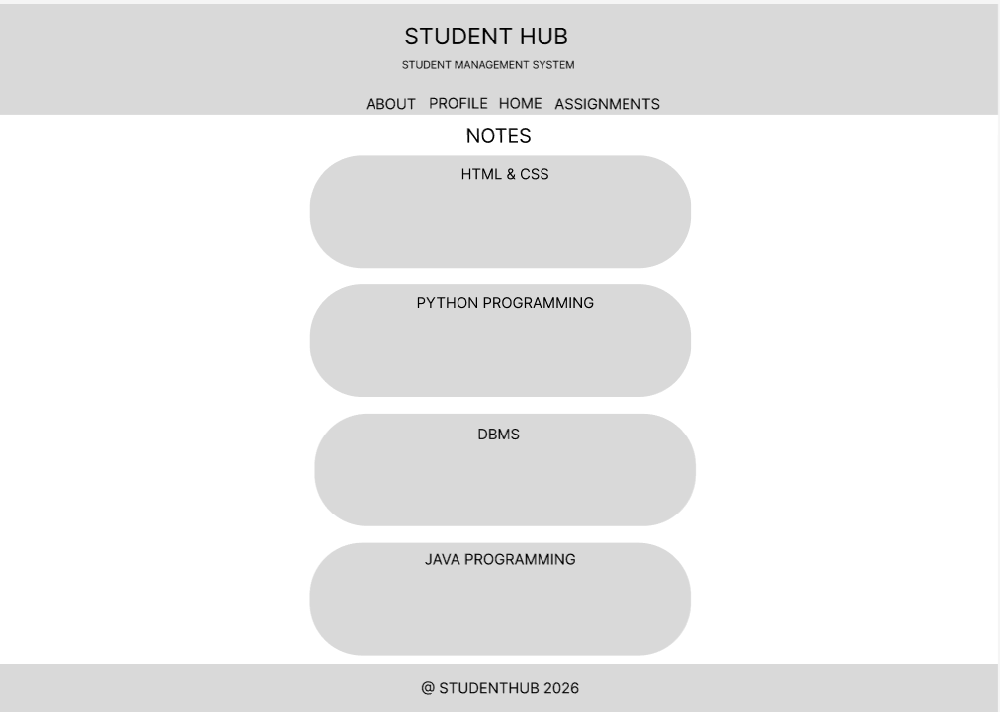 STUDENT HUB
STUDENT MANAGEMENT SYSTEM
ABOUT PROFILE HOME ASSIGNMENTS
NOTES
HTML & CSS
PYTHON PROGRAMMING
DBMS
JAVA PROGRAMMING
@ STUDENTHUB 2026